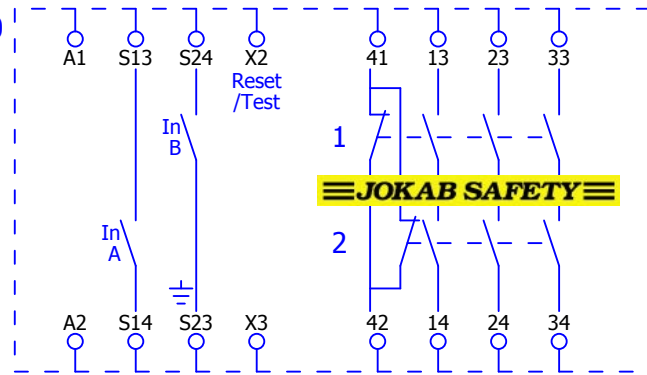 A1 S13 S24 X2 41 13 23 33
Reset
/Test
In
B
1
JOKAB SAFETY
In
A
2
A2 S14 S23 X3 42 14 24 34